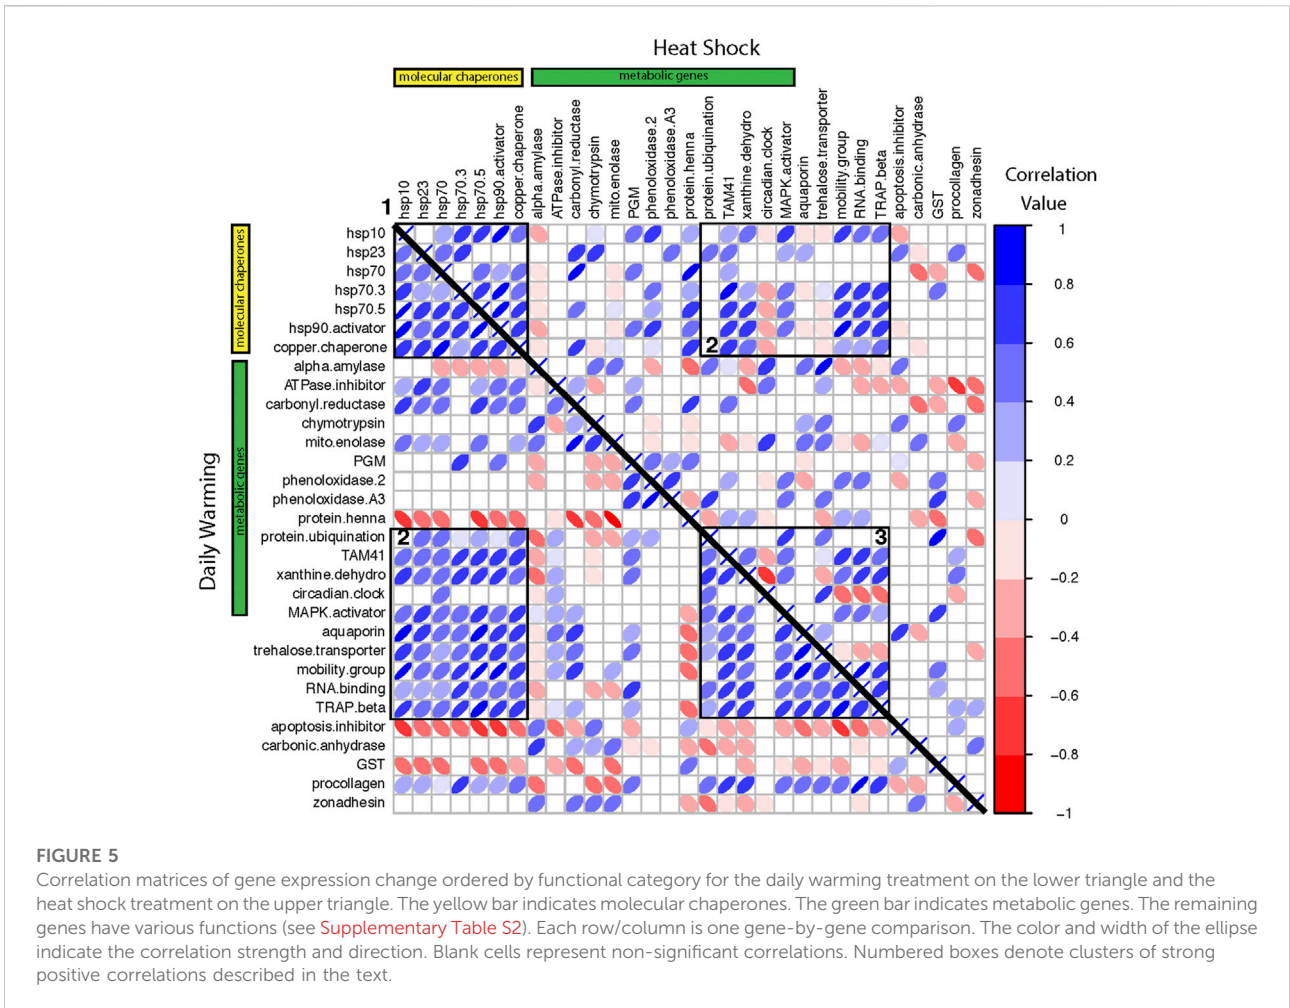 Heat Shock
molecular chaperones
metabolic genes
hsp10
hsp23
hsp70
hsp70.3
hsp70.5
hsp90.activator
copper.chaperone
alpha.amylase
ATPase.inhibitor
carbonyl.reductase
chymotrypsin
mito.enolase
PGM
phenoloxidase.2
phenoloxidase.A3
protein.henna
protein.ubiquination
TAM41
xanthine.dehydro
circadian.clock
MAPK.activator
aquaporin
trehalose.transporter
mobility.group
RNA.binding
TRAP.beta
apoptosis.inhibitor
carbonic.anhydrase
GST
procollagen
zonadhesin
Correlation
Value
1
0.8
0.6
0.4
0.2
0
−0.2
−0.4
−0.6
−0.8
−1
1
2
2
3
Daily Warming
molecular chaperones
metabolic genes
hsp10
hsp23
hsp70
hsp70.3
hsp70.5
hsp90.activator
copper.chaperone
alpha.amylase
ATPase.inhibitor
carbonyl.reductase
chymotrypsin
mito.enolase
PGM
phenoloxidase.2
phenoloxidase.A3
protein.henna
protein.ubiquination
TAM41
xanthine.dehydro
circadian.clock
MAPK.activator
aquaporin
trehalose.transporter
mobility.group
RNA.binding
TRAP.beta
apoptosis.inhibitor
carbonic.anhydrase
GST
procollagen
zonadhesin
FIGURE 5
Correlation matrices of gene expression change ordered by functional category for the daily warming treatment on the lower triangle and the
heat shock treatment on the upper triangle. The yellow bar indicates molecular chaperones. The green bar indicates metabolic genes. The remaining
genes have various functions (see Supplementary Table S2). Each row/column is one gene-by-gene comparison. The color and width of the ellipse
indicate the correlation strength and direction. Blank cells represent non-significant correlations. Numbered boxes denote clusters of strong
positive correlations described in the text.